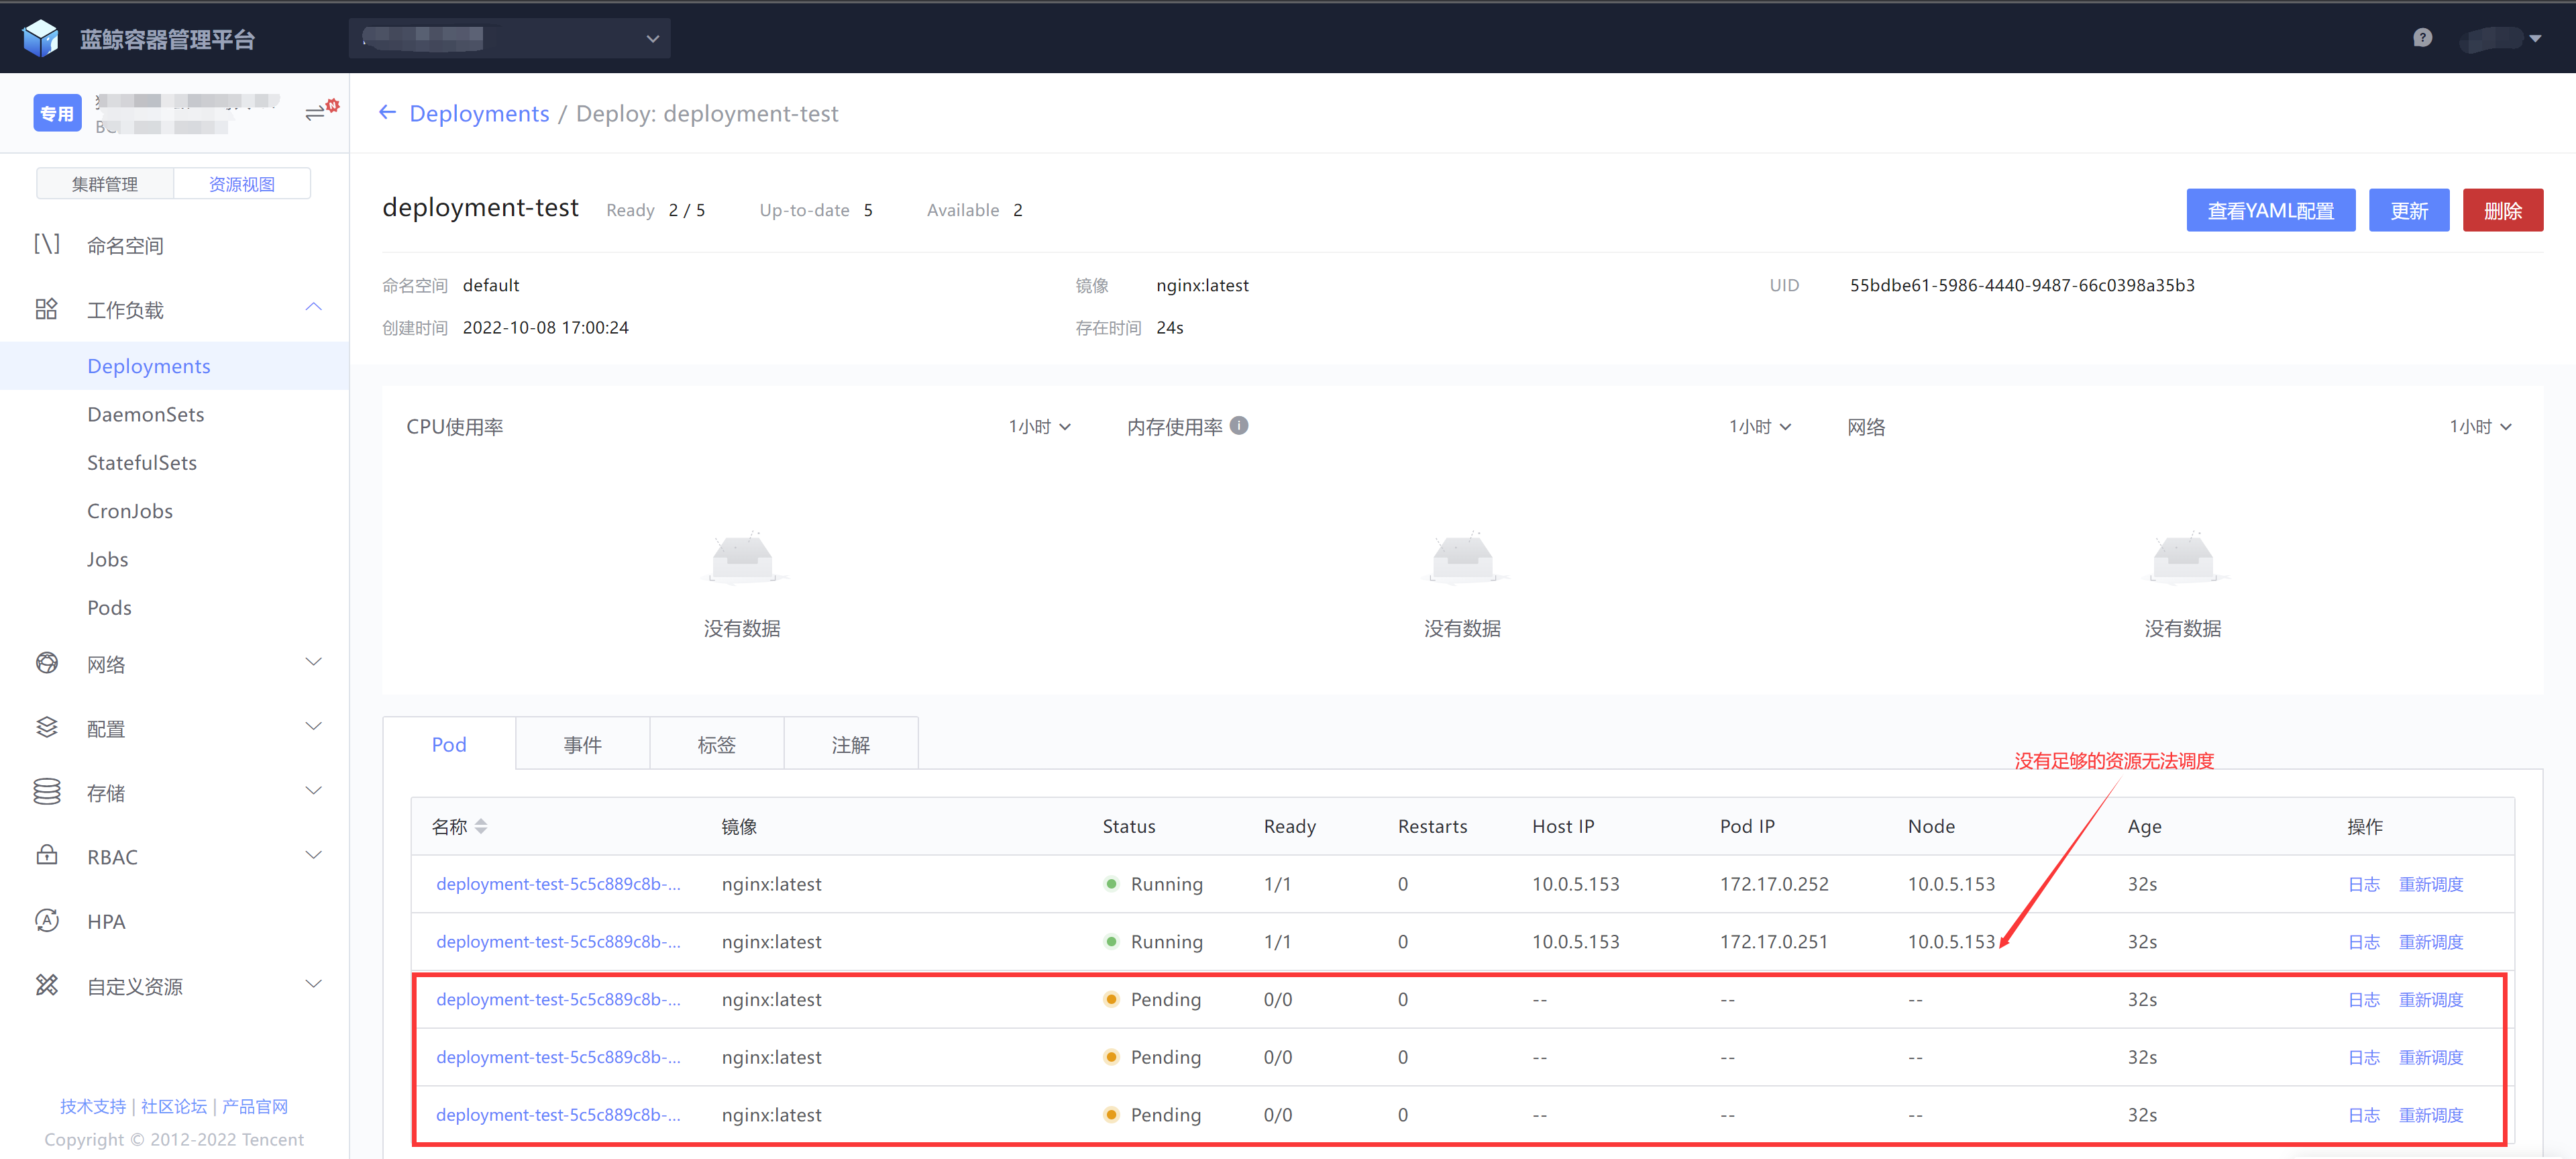 蓝鲸容器管理平台
专用
集群管理 资源视图
命名空间
工作负载
Deployments
DaemonSets
StatefulSets
CronJobs
Jobs
Pods
网络
配置
存储
RBAC
HPA
自定义资源
技术支持 | 社区论坛 | 产品官网
Copyright © 2012-2022 Tencent
Deployments / Deploy: deployment-test
deployment-test Ready 2 / 5 Up-to-date 5 Available 2
查看YAML配置 更新 删除
命名空间 default 镜像 nginx:latest UID 55bdbe61-5986-4440-9487-66c0398a35b3
创建时间 2022-10-08 17:00:24 存在时间 24s
CPU使用率 1小时 内存使用率 1小时 网络 1小时
没有数据 没有数据 没有数据
Pod 事件 标签 注解
没有足够的资源无法调度
名称 镜像 Status Ready Restarts Host IP Pod IP Node Age 操作
deployment-test-5c5c889c8b-... nginx:latest Running 1/1 0 10.0.5.153 172.17.0.252 10.0.5.153 32s 日志 重新调度
deployment-test-5c5c889c8b-... nginx:latest Running 1/1 0 10.0.5.153 172.17.0.251 10.0.5.153 32s 日志 重新调度
deployment-test-5c5c889c8b-... nginx:latest Pending 0/0 0 -- -- -- 32s 日志 重新调度
deployment-test-5c5c889c8b-... nginx:latest Pending 0/0 0 -- -- -- 32s 日志 重新调度
deployment-test-5c5c889c8b-... nginx:latest Pending 0/0 0 -- -- -- 32s 日志 重新调度